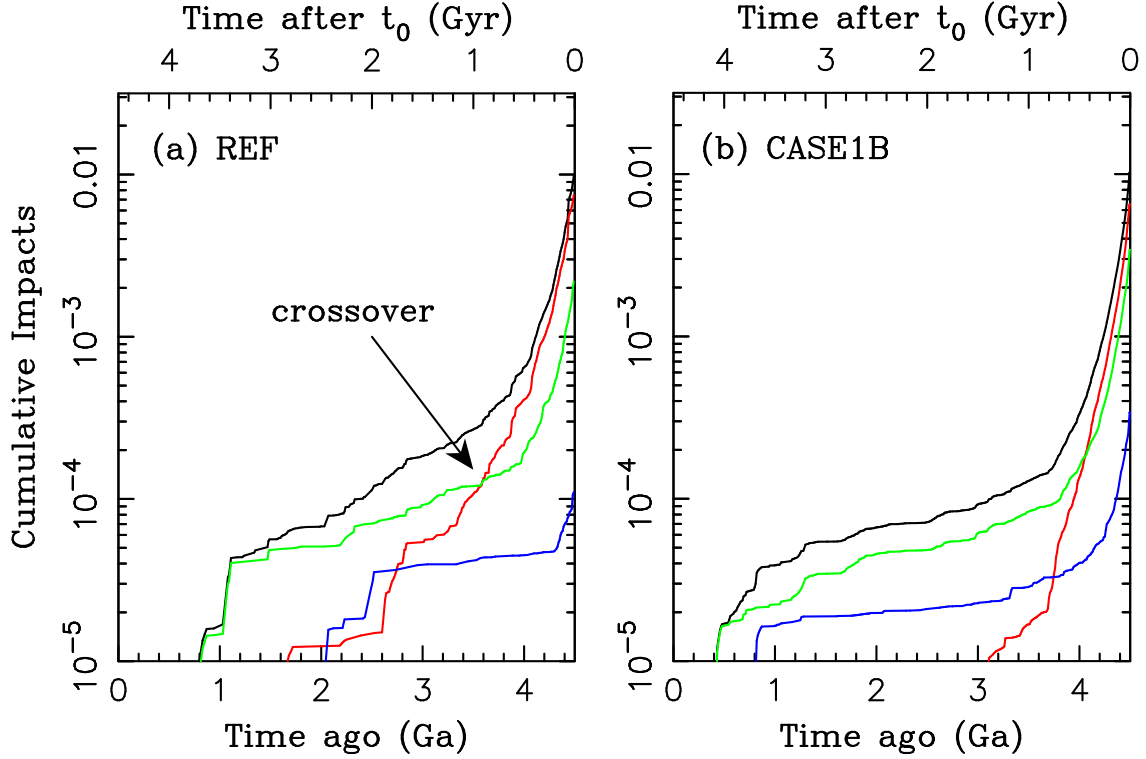 Time after t₀ (Gyr)
4 3 2 1 0
(a) REF
crossover
Cumulative Impacts
0.01
10⁻³
10⁻⁴
10⁻⁵
0 1 2 3 4
Time ago (Ga)
Time after t₀ (Gyr)
4 3 2 1 0
(b) CASE1B
0.01
10⁻³
10⁻⁴
10⁻⁵
0 1 2 3 4
Time ago (Ga)